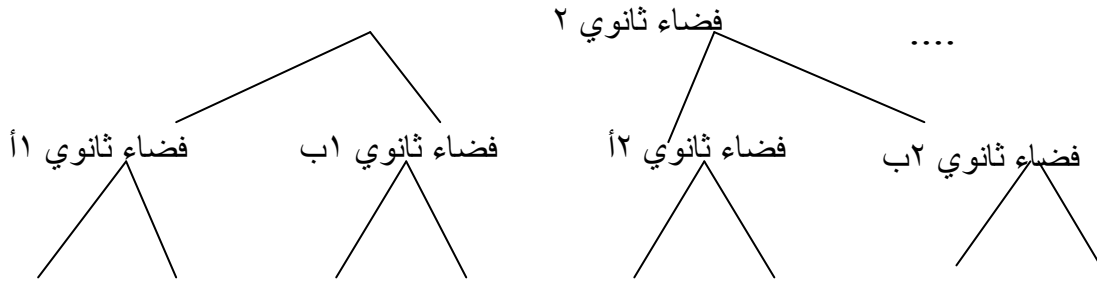 فضاء ثانوي ٢
....
فضاء ثانوي ١أ
فضاء ثانوي ١ب
فضاء ثانوي ٢أ
فضاء ثانوي ٢ب